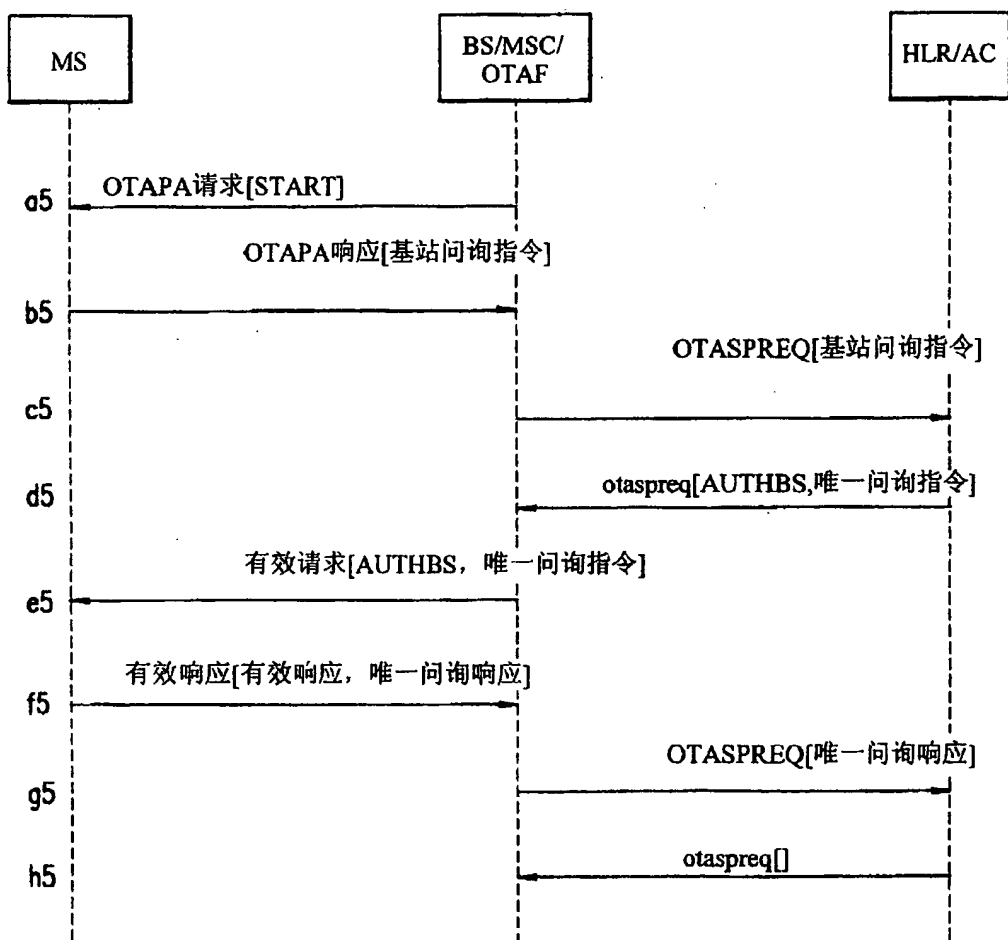 MS
BS/MSC/
OTAF
HLR/AC
a5
OTAPA请求[START]
OTAPA响应[基站问询指令]
b5
OTASPREQ[基站问询指令]
c5
d5
otaspreq[AUTHBS,唯一问询指令]
有效请求[AUTHBS，唯一问询指令]
e5
有效响应[有效响应，唯一问询响应]
f5
OTASPREQ[唯一问询响应]
g5
otaspreq[]
h5